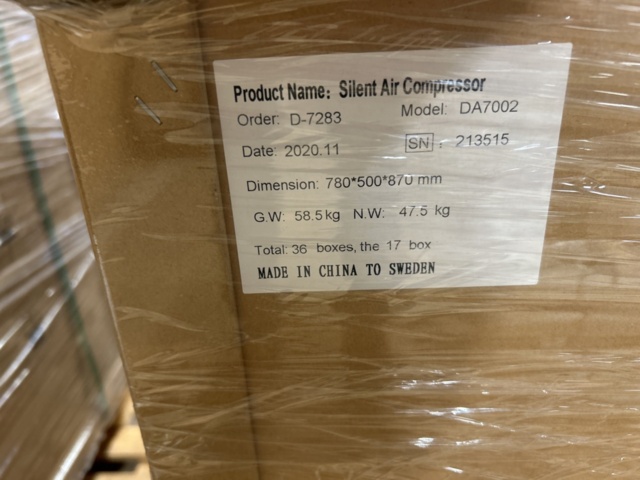 Product Name: Silent Air Compressor
Order: D-7283 Model: DA7002
Date: 2020.11 SN : 213515
Dimension: 780*500*870 mm
G.W: 58.5kg N.W: 47.5 kg
Total: 36 boxes, the 17 box
MADE IN CHINA TO SWEDEN